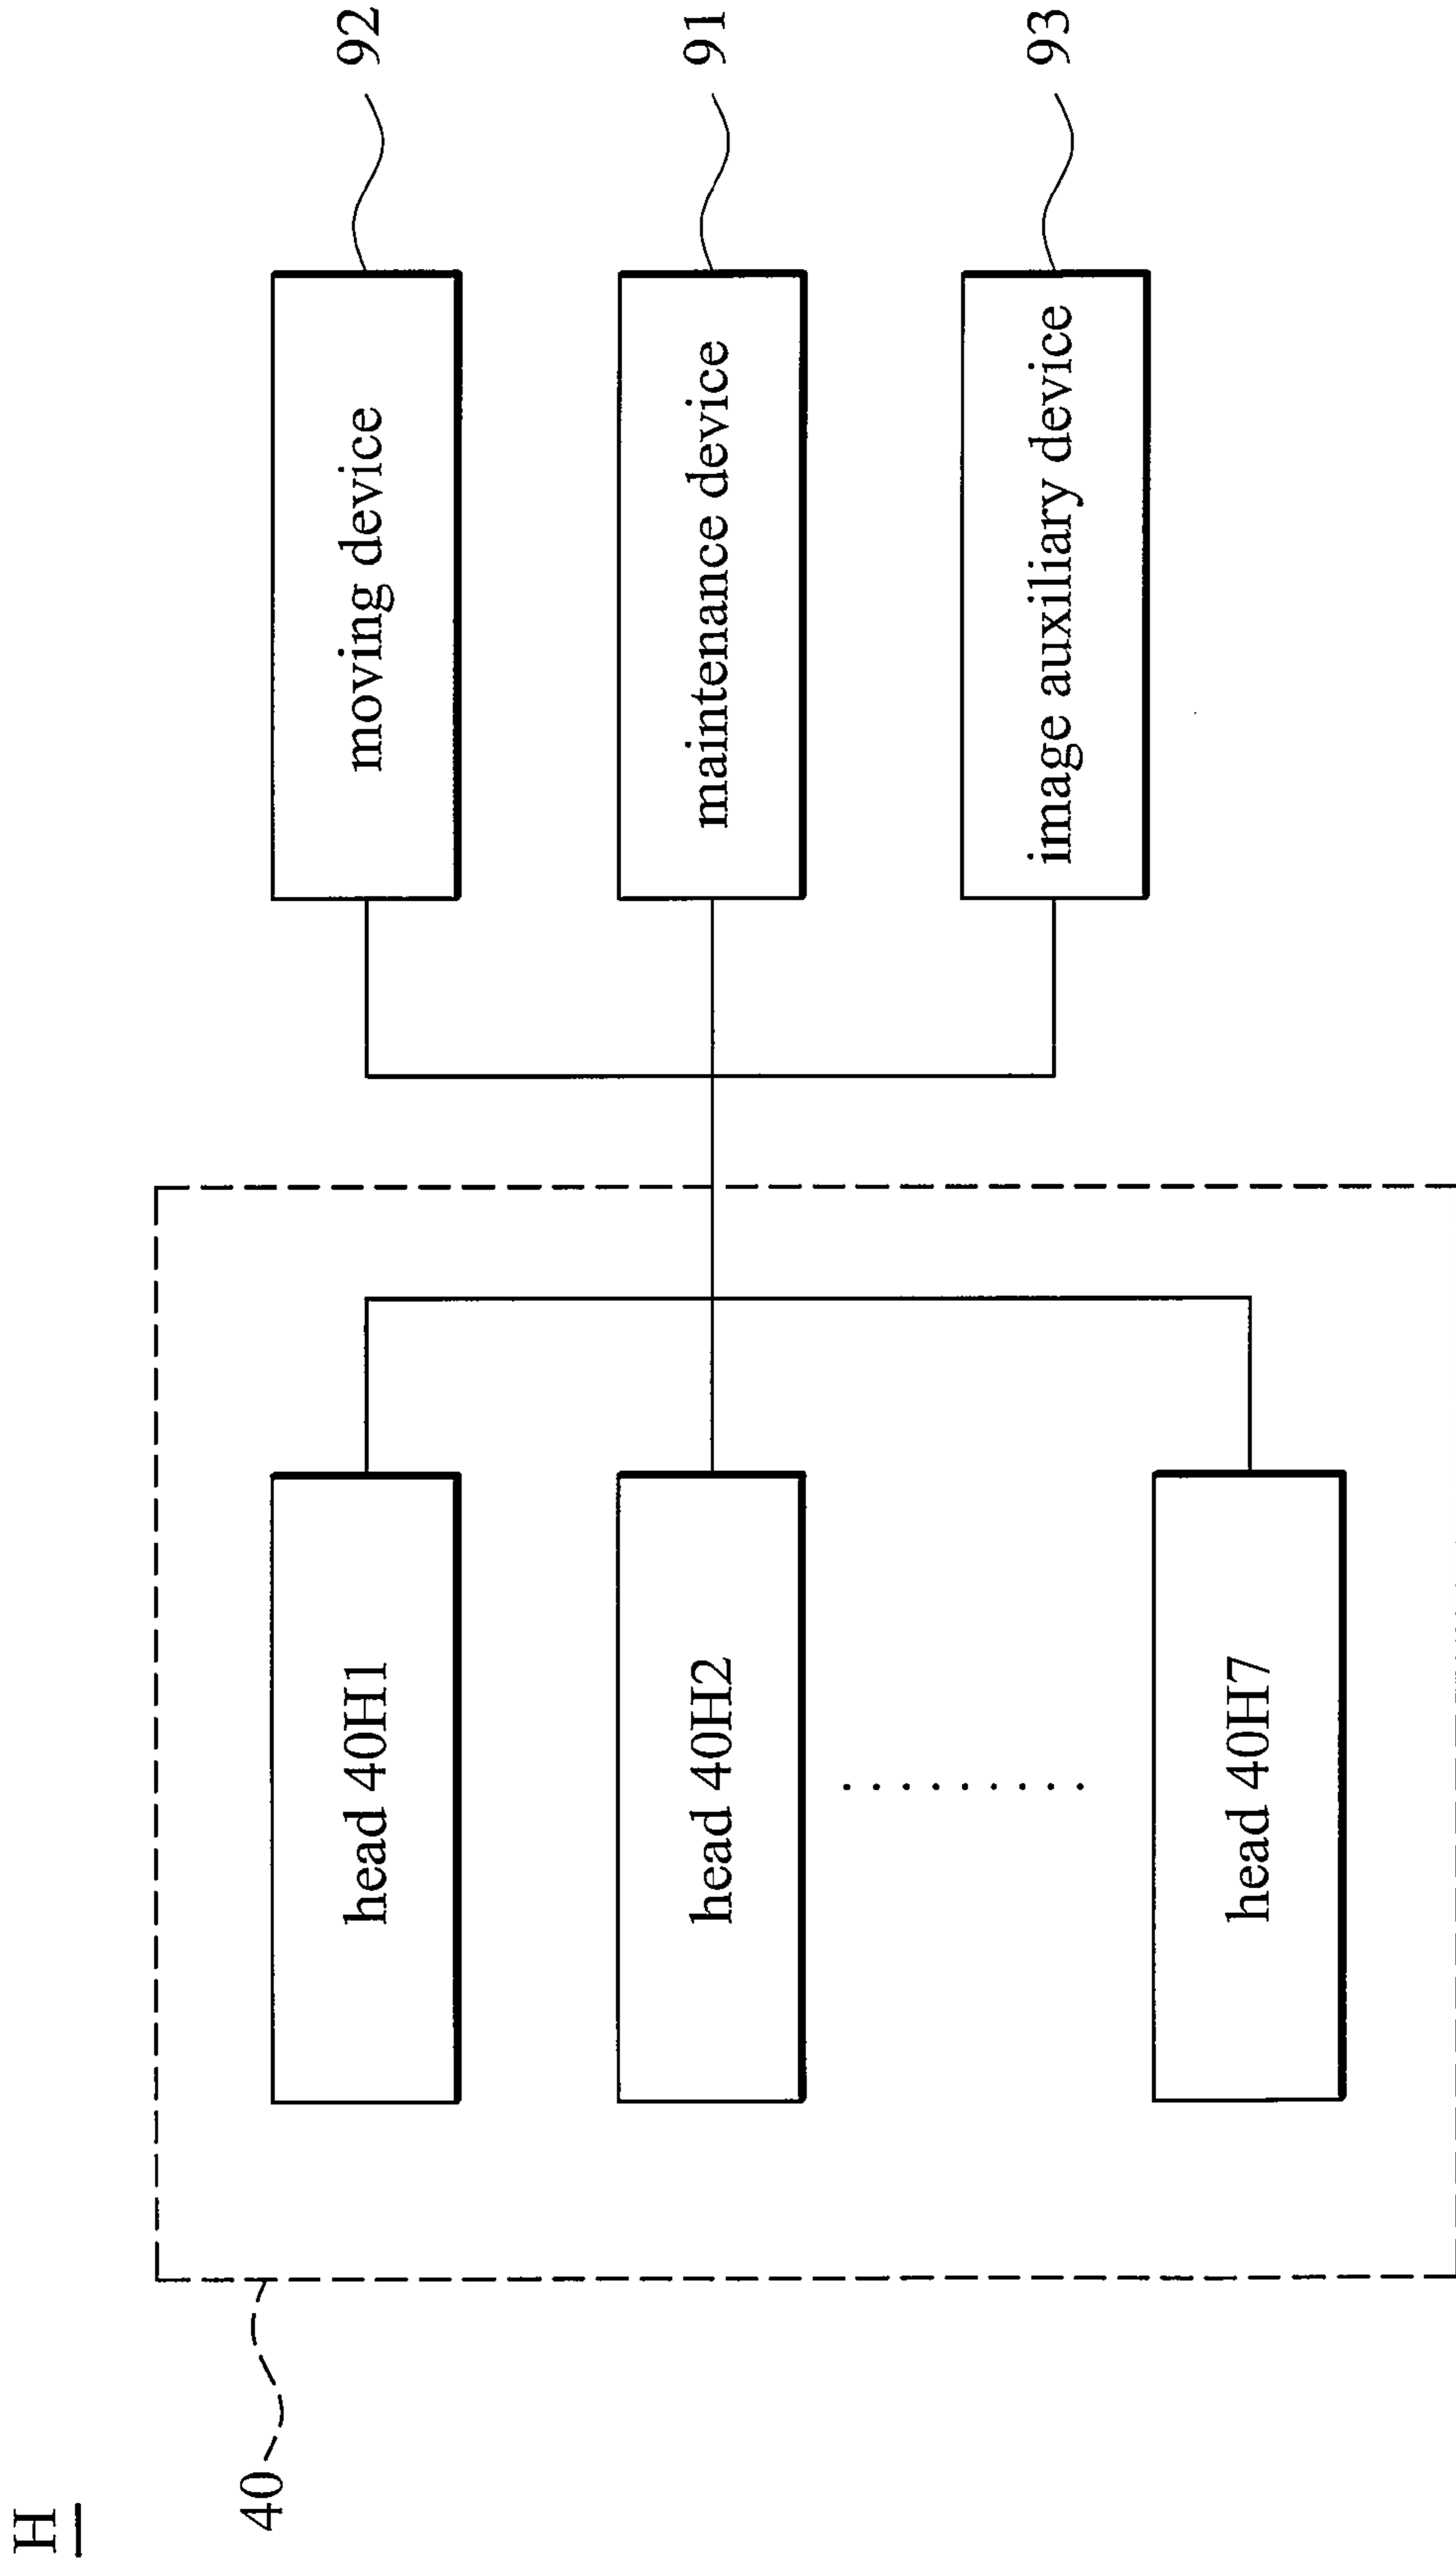 H
40
head 40H1
head 40H2
.........
head 40H7
moving device
92
maintenance device
91
image auxiliary device
93